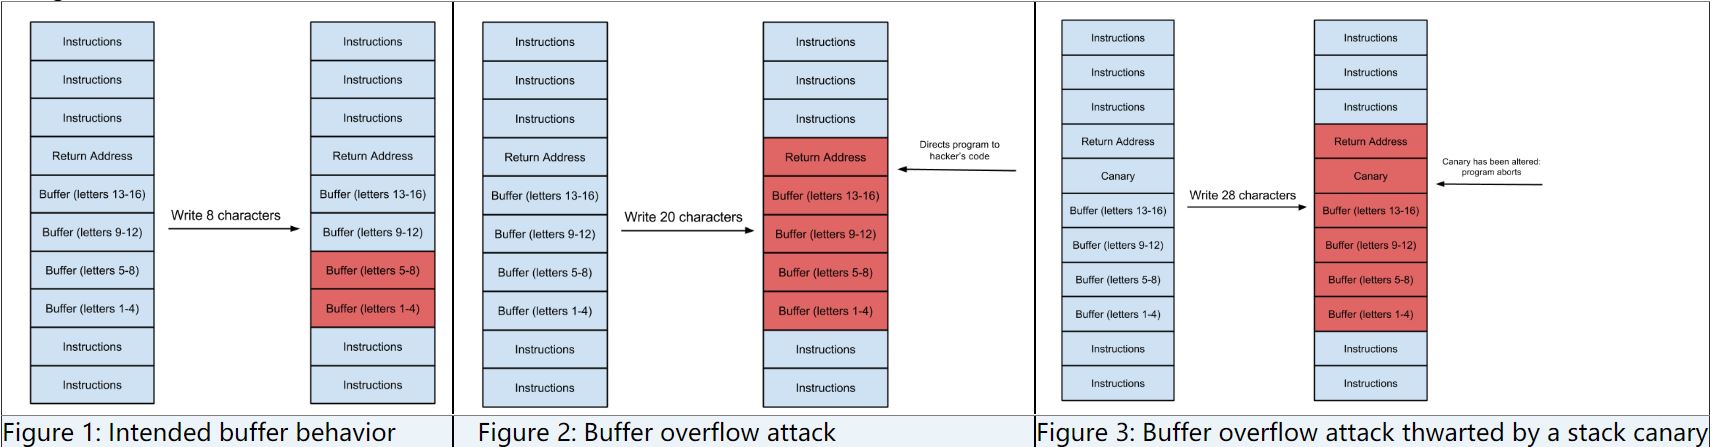 Instructions
Instructions
Instructions
Return Address
Buffer (letters 13-16)
Buffer (letters 9-12)
Buffer (letters 5-8)
Buffer (letters 1-4)
Instructions
Instructions
Write 8 characters
Instructions
Instructions
Instructions
Return Address
Buffer (letters 13-16)
Buffer (letters 9-12)
Buffer (letters 5-8)
Buffer (letters 1-4)
Instructions
Instructions
Figure 1: Intended buffer behavior
Instructions
Instructions
Instructions
Return Address
Buffer (letters 13-16)
Buffer (letters 9-12)
Buffer (letters 5-8)
Buffer (letters 1-4)
Instructions
Instructions
Write 20 characters
Instructions
Instructions
Instructions
Return Address
Buffer (letters 13-16)
Buffer (letters 9-12)
Buffer (letters 5-8)
Buffer (letters 1-4)
Instructions
Instructions
Directs program to
hacker's code
Figure 2: Buffer overflow attack
Instructions
Instructions
Instructions
Return Address
Canary
Buffer (letters 13-16)
Buffer (letters 9-12)
Buffer (letters 5-8)
Buffer (letters 1-4)
Instructions
Instructions
Write 28 characters
Instructions
Instructions
Instructions
Return Address
Canary
Buffer (letters 13-16)
Buffer (letters 9-12)
Buffer (letters 5-8)
Buffer (letters 1-4)
Instructions
Instructions
Canary has been altered:
program aborts
Figure 3: Buffer overflow attack thwarted by a stack canary